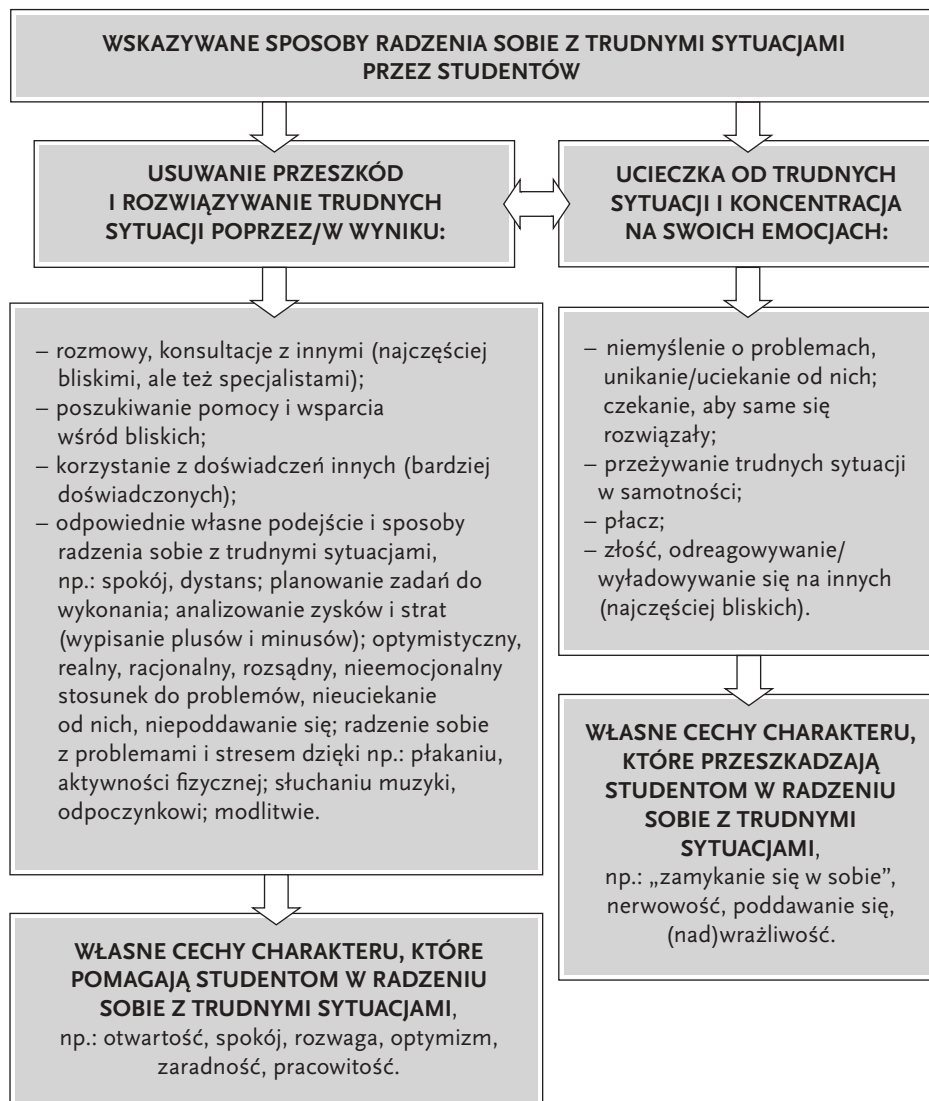 WSKAZYWANE SPOSOBY RADZENIA SOBIE Z TRUDNYMI SYTUACJAMI
PRZEZ STUDENTÓW
USUWANIE PRZESZKÓD
I ROZWIĄZYWANIE TRUDNYCH
SYTUACJI POPRZEZ/W WYNIKU:
– rozmowy, konsultacje z innymi (najczęściej
bliskimi, ale też specjalistami);
– poszukiwanie pomocy i wsparcia
wśród bliskich;
– korzystanie z doświadczeń innych (bardziej
doświadczonych);
– odpowiednie własne podejście i sposoby
radzenia sobie z trudnymi sytuacjami,
np.: spokój, dystans; planowanie zadań do
wykonania; analizowanie zysków i strat
(wypisanie plusów i minusów); optymistyczny,
realny, racjonalny, rozsądny, nieemocjonalny
stosunek do problemów, nieuciekanie
od nich, niepoddawanie się; radzenie sobie
z problemami i stresem dzięki np.: płakaniu,
aktywności fizycznej; słuchaniu muzyki,
odpoczynkowi; modlitwie.
WŁASNE CECHY CHARAKTERU, KTÓRE
POMAGAJĄ STUDENTOM W RADZENIU
SOBIE Z TRUDNYMI SYTUACJAMI,
np.: otwartość, spokój, rozwaga, optymizm,
zaradność, pracowitość.
UCIECZKA OD TRUDNYCH
SYTUACJI I KONCENTRACJA
NA SWOICH EMOCJACH:
– niemyślenie o problemach,
unikanie/uciekanie od nich;
czekanie, aby same się
rozwiązały;
– przeżywanie trudnych sytuacji
w samotności;
– płacz;
– złość, odreagowywanie/
wyładowywanie się na innych
(najczęściej bliskich).
WŁASNE CECHY CHARAKTERU,
KTÓRE PRZESZKADZAJĄ
STUDENTOM W RADZENIU
SOBIE Z TRUDNYMI
SYTUACJAMI,
np.: „zamykanie się w sobie”,
nerwowość, poddawanie się,
(nad)wrażliwość.